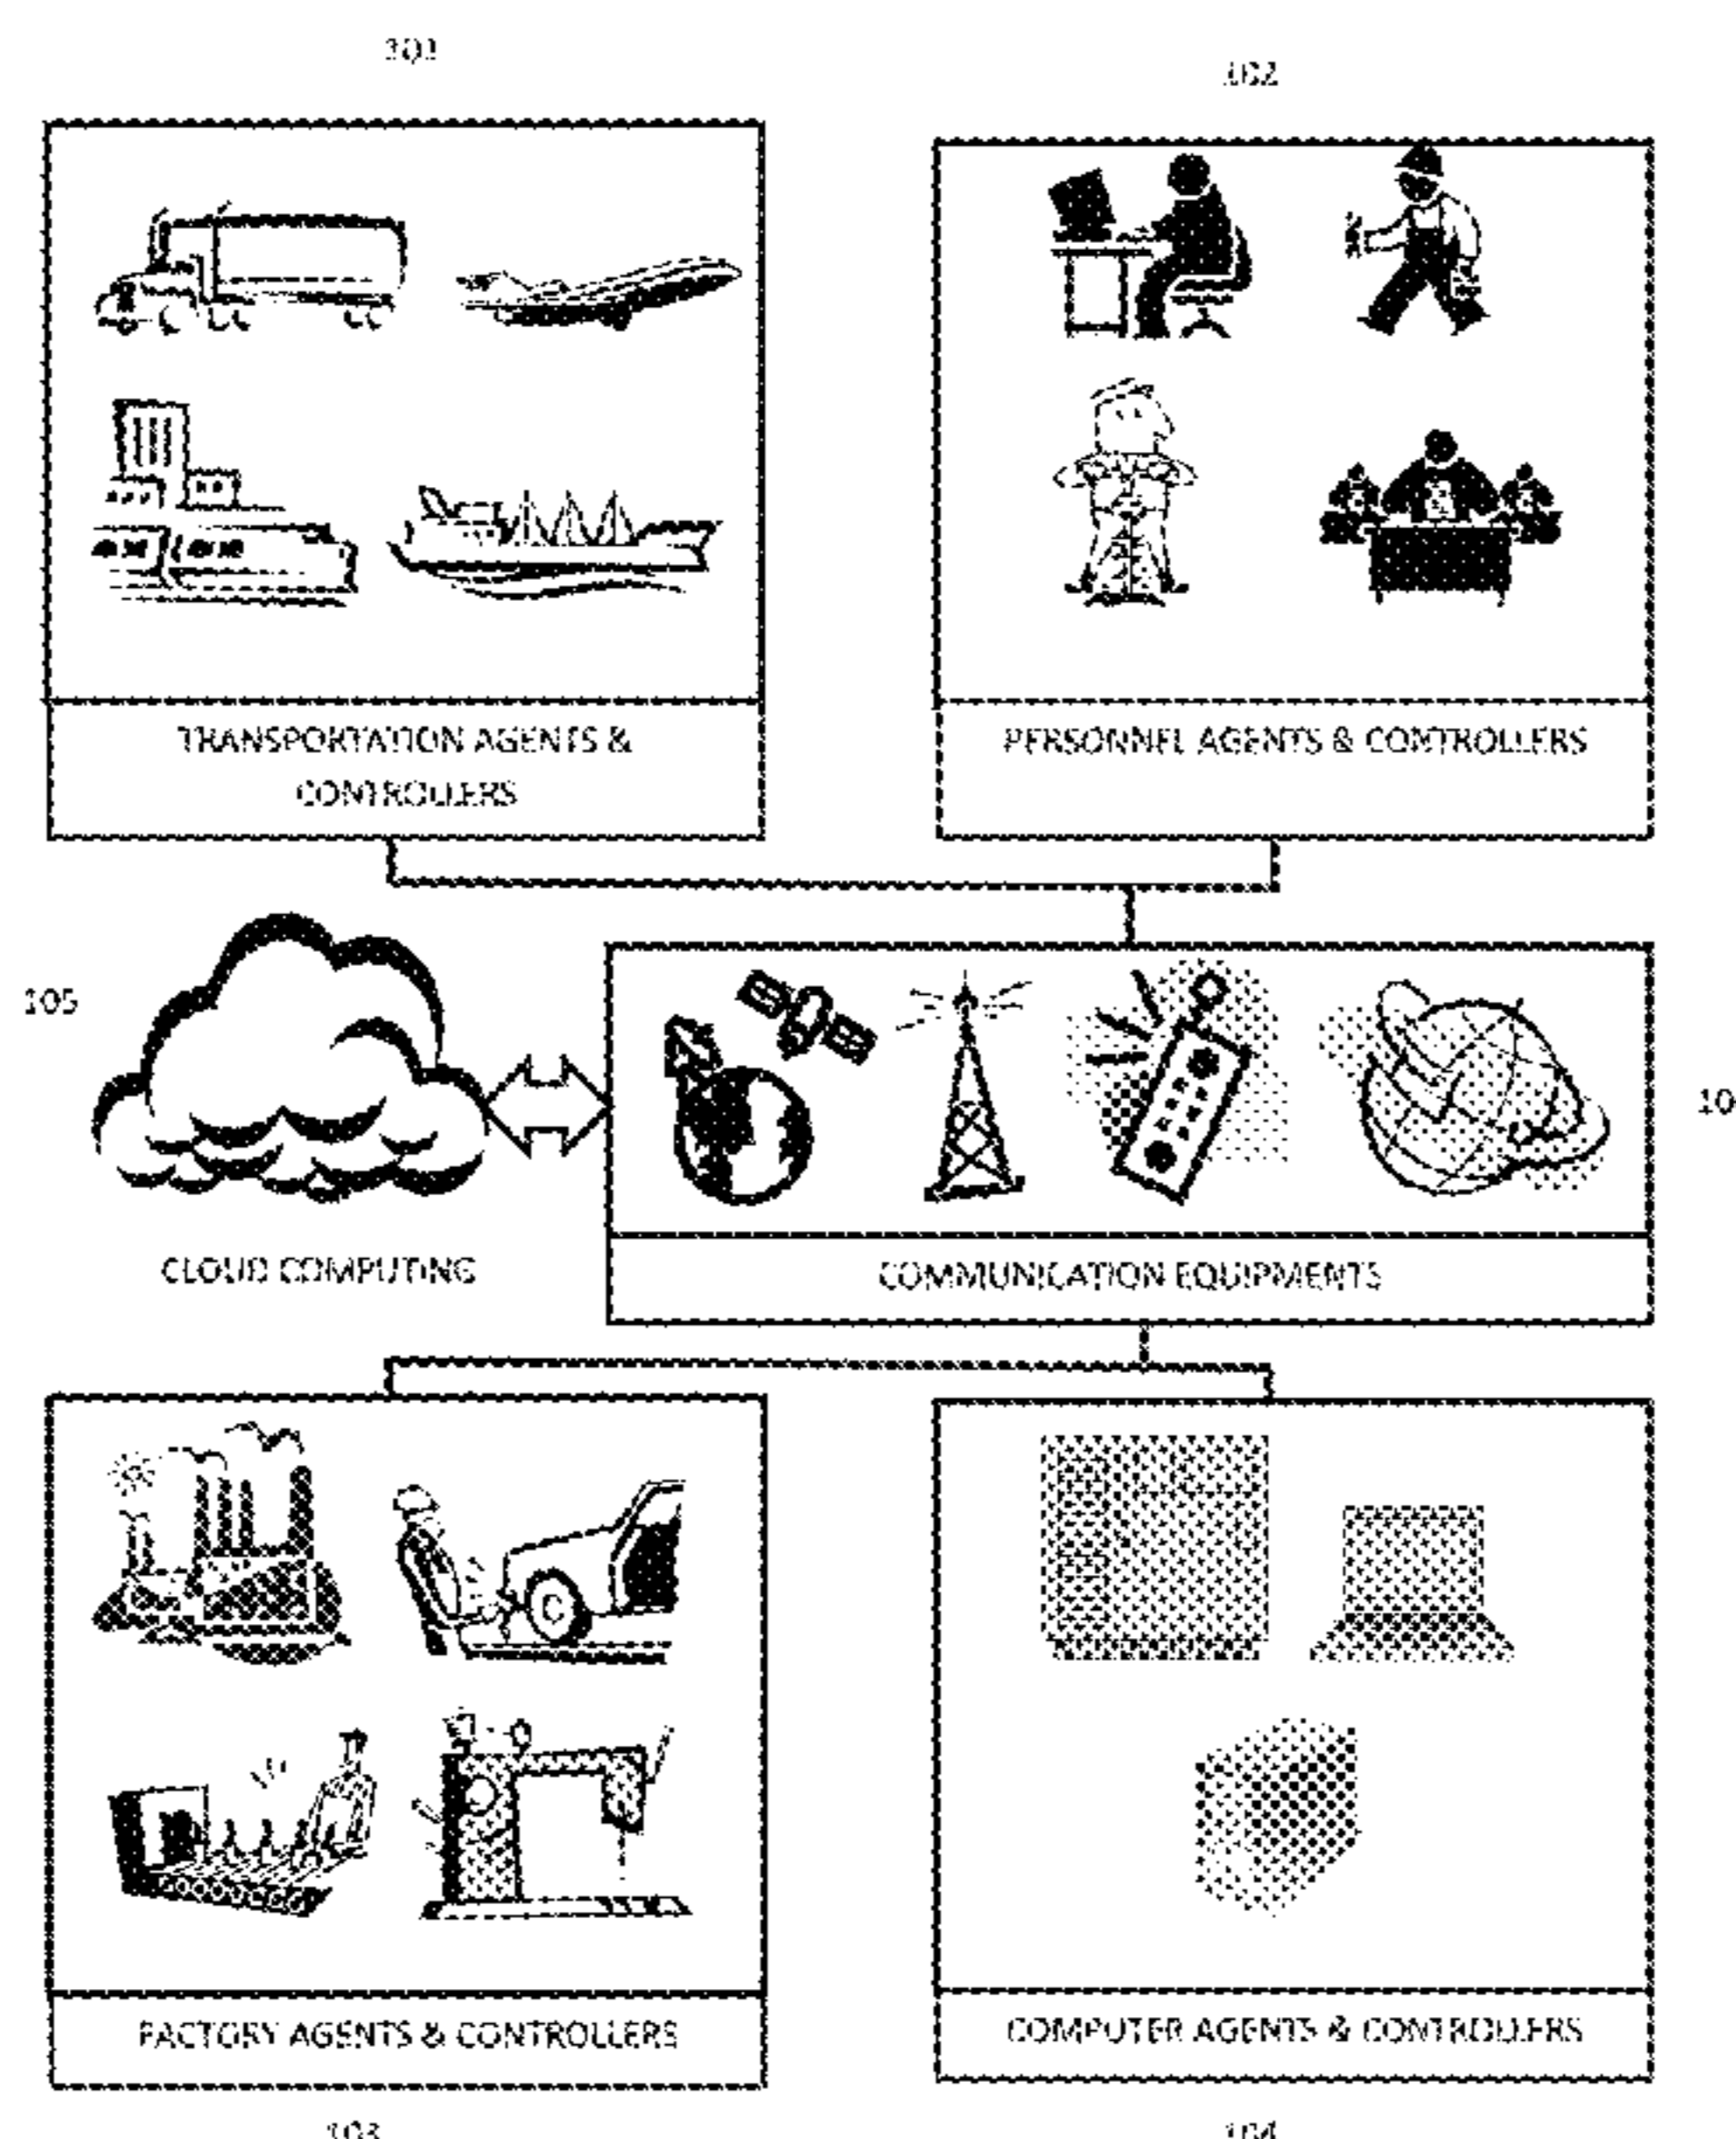 101
102
TRANSPORTATION AGENTS &
CONTROLLERS
PERSONNEL AGENTS & CONTROLLERS
105
10
CLOUD COMPUTING
COMMUNICATION EQUIPMENTS
FACTORY AGENTS & CONTROLLERS
COMPUTER AGENTS & CONTROLLERS
103
104